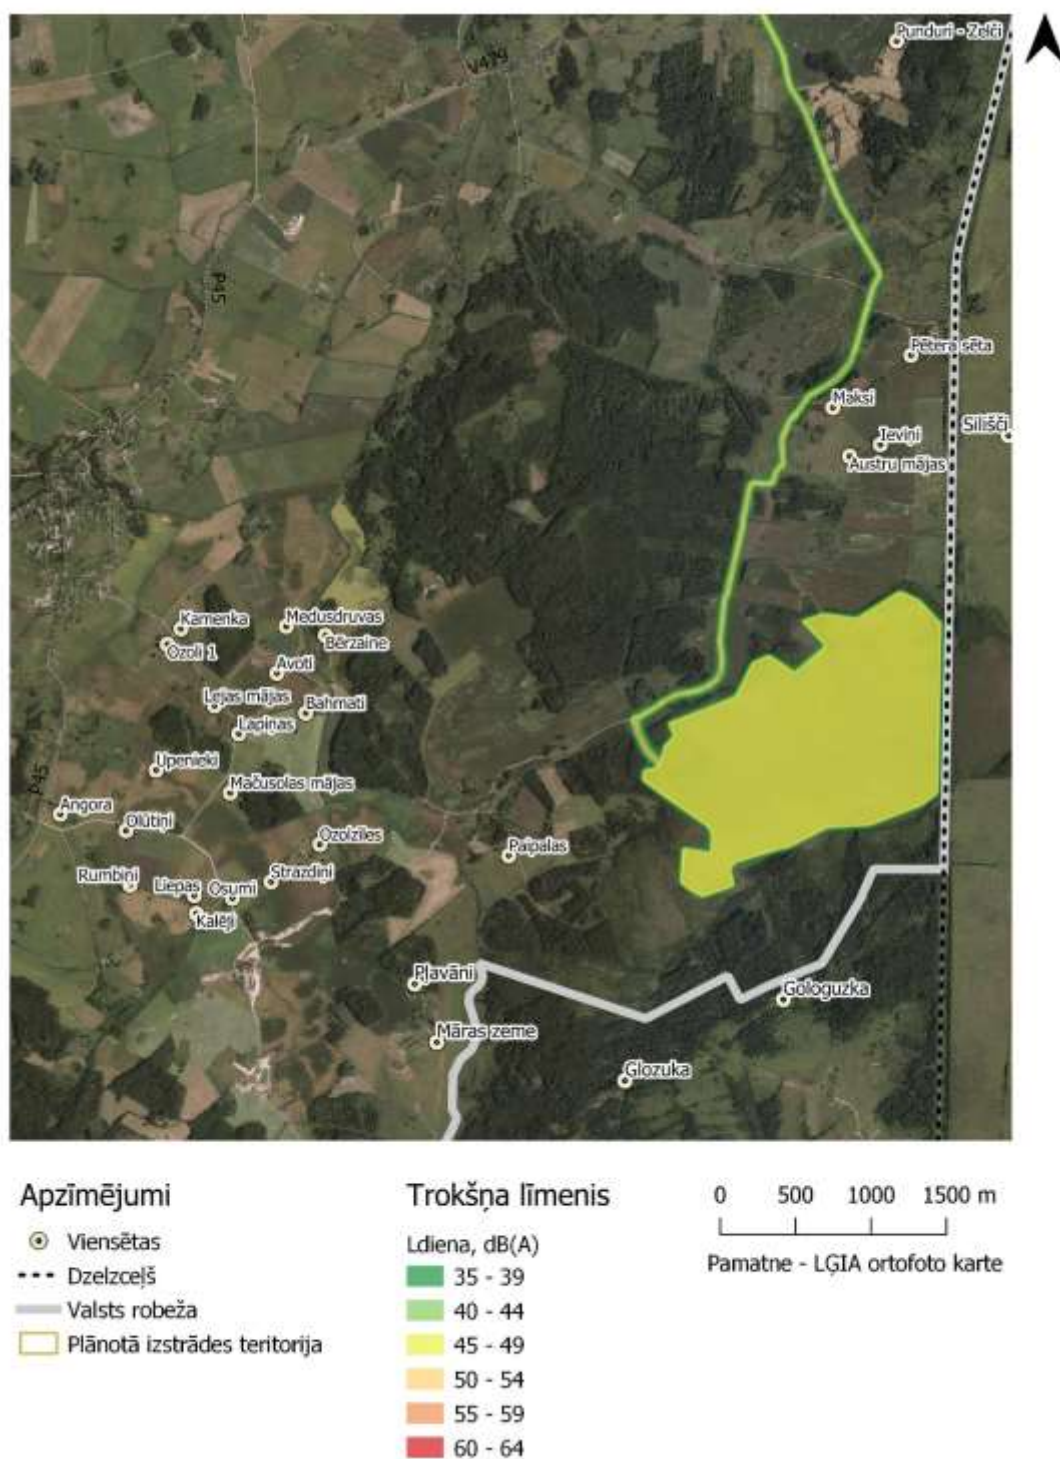 Punduri - Zelči
V499
P45
Pētera sēta
Maksi
Silišči
Ieviņi
Austru mājas
Kamenka
Medusdruvas
Bērzaine
Ozoli 1
Avoti
Lejas mājas
Bahmati
Lapiņas
Upenieki
P45
Mačusolas mājas
Angora
Olūtiņi
Ozolzīles
Paipalas
Rumbiņi
Strazdiņi
Liepas
Osumi
Kalēji
Pļavāni
Gologuzka
Māras zeme
Glozuka
Apzīmējumi
Viensētas
Dzelzceļš
Valsts robeža
Plānotā izstrādes teritorija
Trokšņa līmenis
Ldiena, dB(A)
35 - 39
40 - 44
45 - 49
50 - 54
55 - 59
60 - 64
0 500 1000 1500 m
Pamatne - LĢIA ortofoto karte